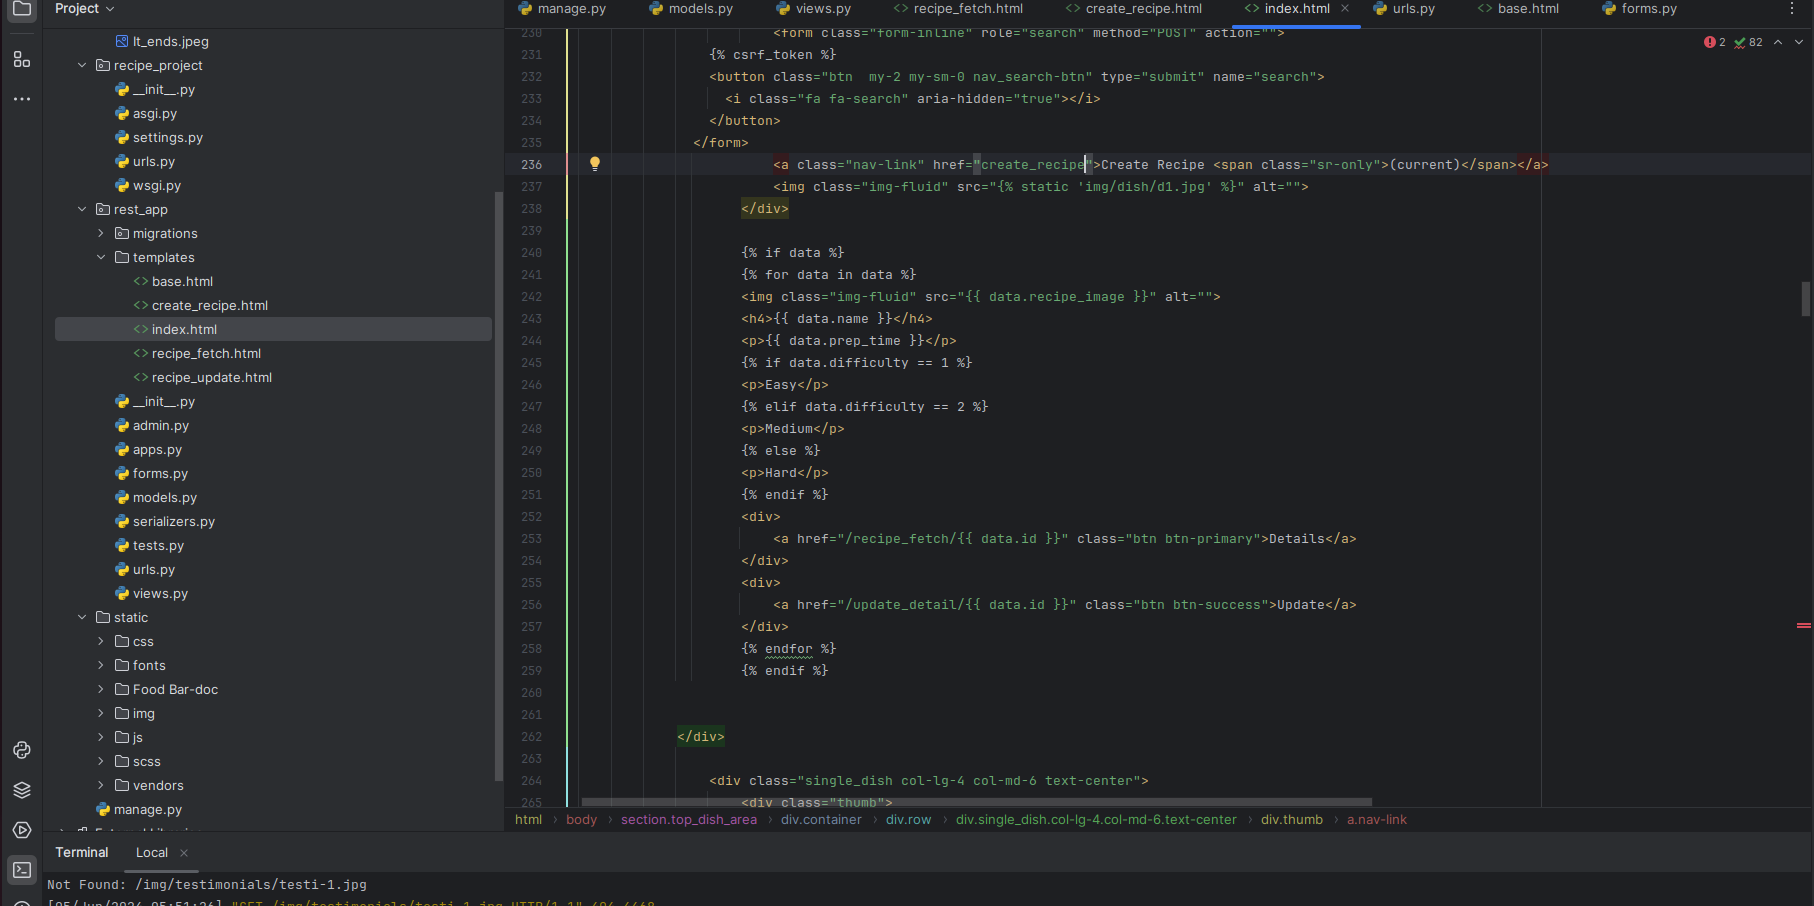 Project
manage.py
models.py
views.py
recipe_fetch.html
create_recipe.html
index.html
urls.py
base.html
forms.py
lt_ends.jpeg
recipe_project
__init__.py
asgi.py
settings.py
urls.py
wsgi.py
rest_app
migrations
templates
base.html
create_recipe.html
index.html
recipe_fetch.html
recipe_update.html
__init__.py
admin.py
apps.py
forms.py
models.py
serializers.py
tests.py
urls.py
views.py
static
css
fonts
Food Bar-doc
img
js
scss
vendors
manage.py
2 82
230 <form class="form-inline" role="search" method="POST" action="">
231 {% csrf_token %}
232 <button class="btn  my-2 my-sm-0 nav_search-btn" type="submit" name="search">
233 <i class="fa fa-search" aria-hidden="true"></i>
234 </button>
235 </form>
236 <a class="nav-link" href="create_recipe">Create Recipe <span class="sr-only">(current)</span></a>
237 <img class="img-fluid" src="{% static 'img/dish/d1.jpg' %}" alt="">
238 </div>
239
240 {% if data %}
241 {% for data in data %}
242 <img class="img-fluid" src="{{ data.recipe_image }}" alt="">
243 <h4>{{ data.name }}</h4>
244 <p>{{ data.prep_time }}</p>
245 {% if data.difficulty == 1 %}
246 <p>Easy</p>
247 {% elif data.difficulty == 2 %}
248 <p>Medium</p>
249 {% else %}
250 <p>Hard</p>
251 {% endif %}
252 <div>
253 <a href="/recipe_fetch/{{ data.id }}" class="btn btn-primary">Details</a>
254 </div>
255 <div>
256 <a href="/update_detail/{{ data.id }}" class="btn btn-success">Update</a>
257 </div>
258 {% endfor %}
259 {% endif %}
260
261
262 </div>
263
264 <div class="single_dish col-lg-4 col-md-6 text-center">
265 <div class="thumb">
html › body › section.top_dish_area › div.container › div.row › div.single_dish.col-lg-4.col-md-6.text-center › div.thumb › a.nav-link
Terminal
Local
Not Found: /img/testimonials/testi-1.jpg